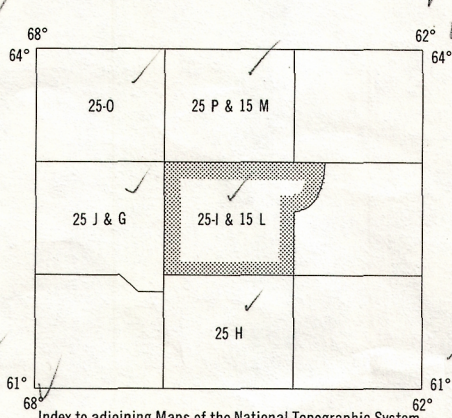 68° 62°
64° 64°
25-O 25 P & 15 M
25 J & G 25-I & 15 L
25 H
61° 61°
68° 62°
Index to adjoining Maps of the National Topographic System